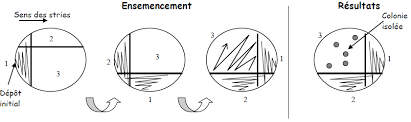 Ensemencement
Résultats
Sens des stries
Colonie
isolée
2
1
3
Dépôt
initial
3
2
1
3
1
2
3
1
2